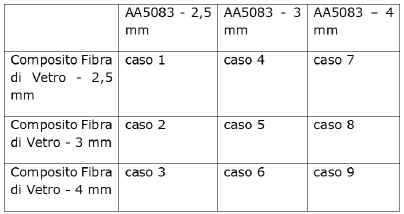 AA5083 - 2,5 AA5083 - 3 AA5083 – 4
mm mm mm
Composito Fibra caso 1 caso 4 caso 7
di Vetro - 2,5
mm
Composito Fibra caso 2 caso 5 caso 8
di Vetro - 3 mm
Composito Fibra caso 3 caso 6 caso 9
di Vetro - 4 mm